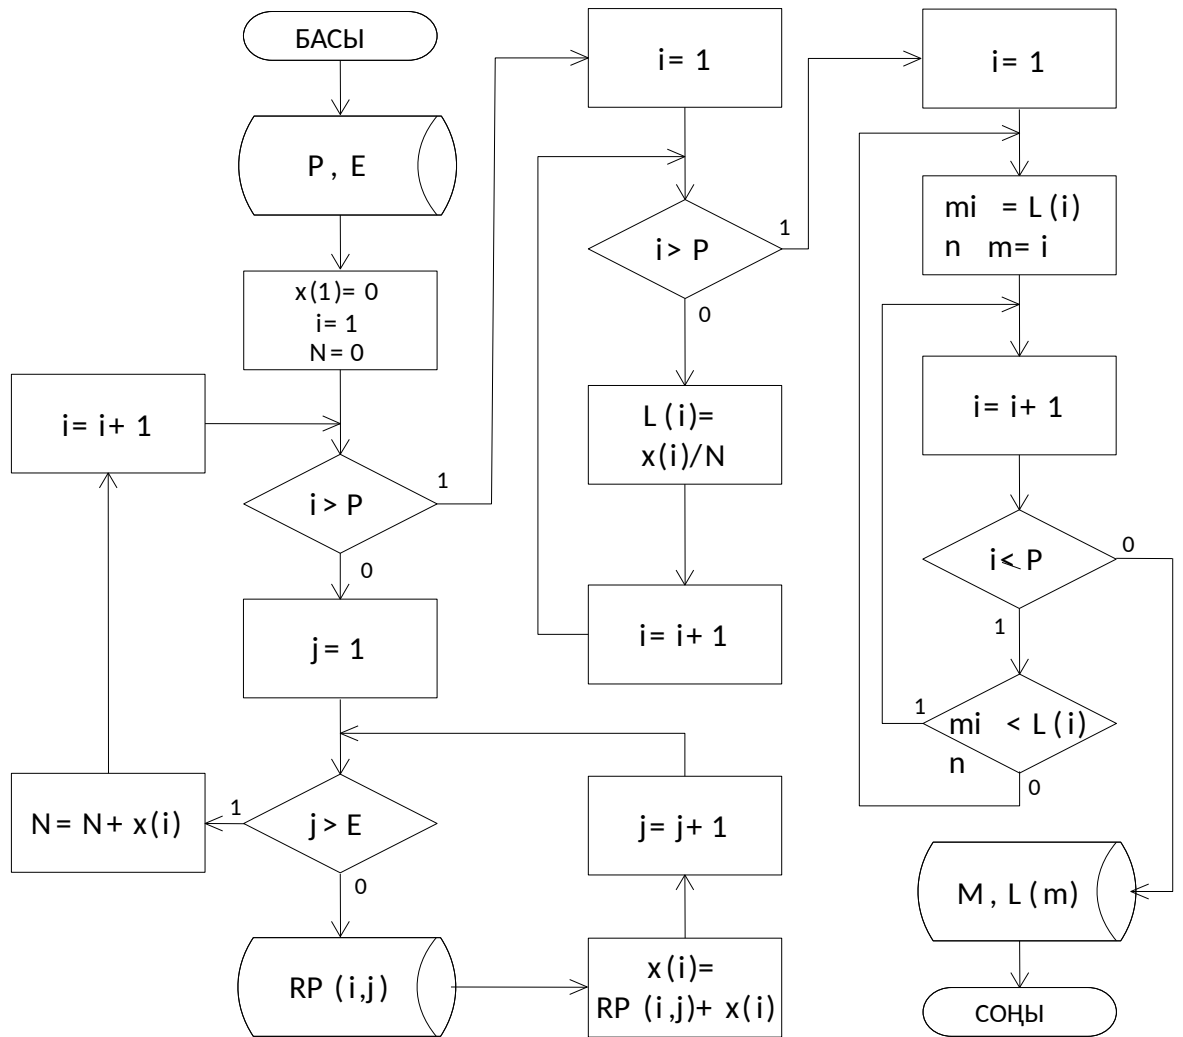 БАСЫ
P, E
x(1)= 0
i= 1
N= 0
i= i+ 1
i> P
1
0
j= 1
N= N+ x(i)
1
j> E
0
RP (i,j)
x(i)=
RP (i,j)+ x(i)
j= j+ 1
i= 1
i> P
1
0
L(i)=
x(i)/N
i= i+ 1
i= 1
mi = L(i)
n m= i
i= i+ 1
i< P
0
1
1
mi < L(i)
n
0
M, L(m)
СОҢЫ